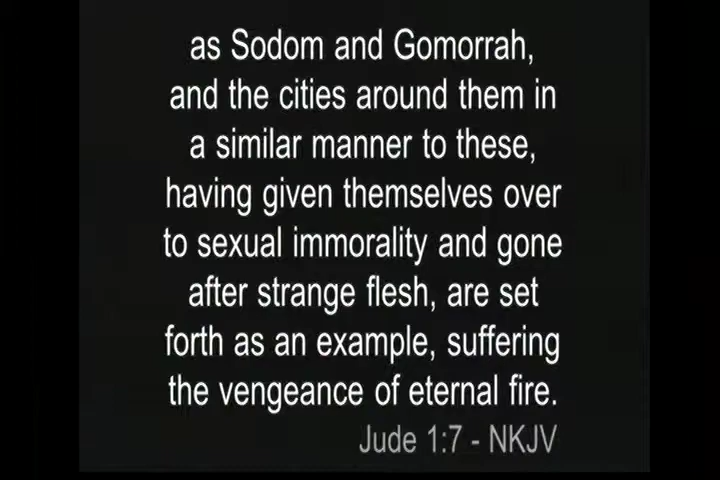 as Sodom and Gomorrah,
and the cities around them in
a similar manner to these,
having given themselves over
to sexual immorality and gone
after strange flesh, are set
forth as an example, suffering
the vengeance of eternal fire.
Jude 1:7 - NKJV